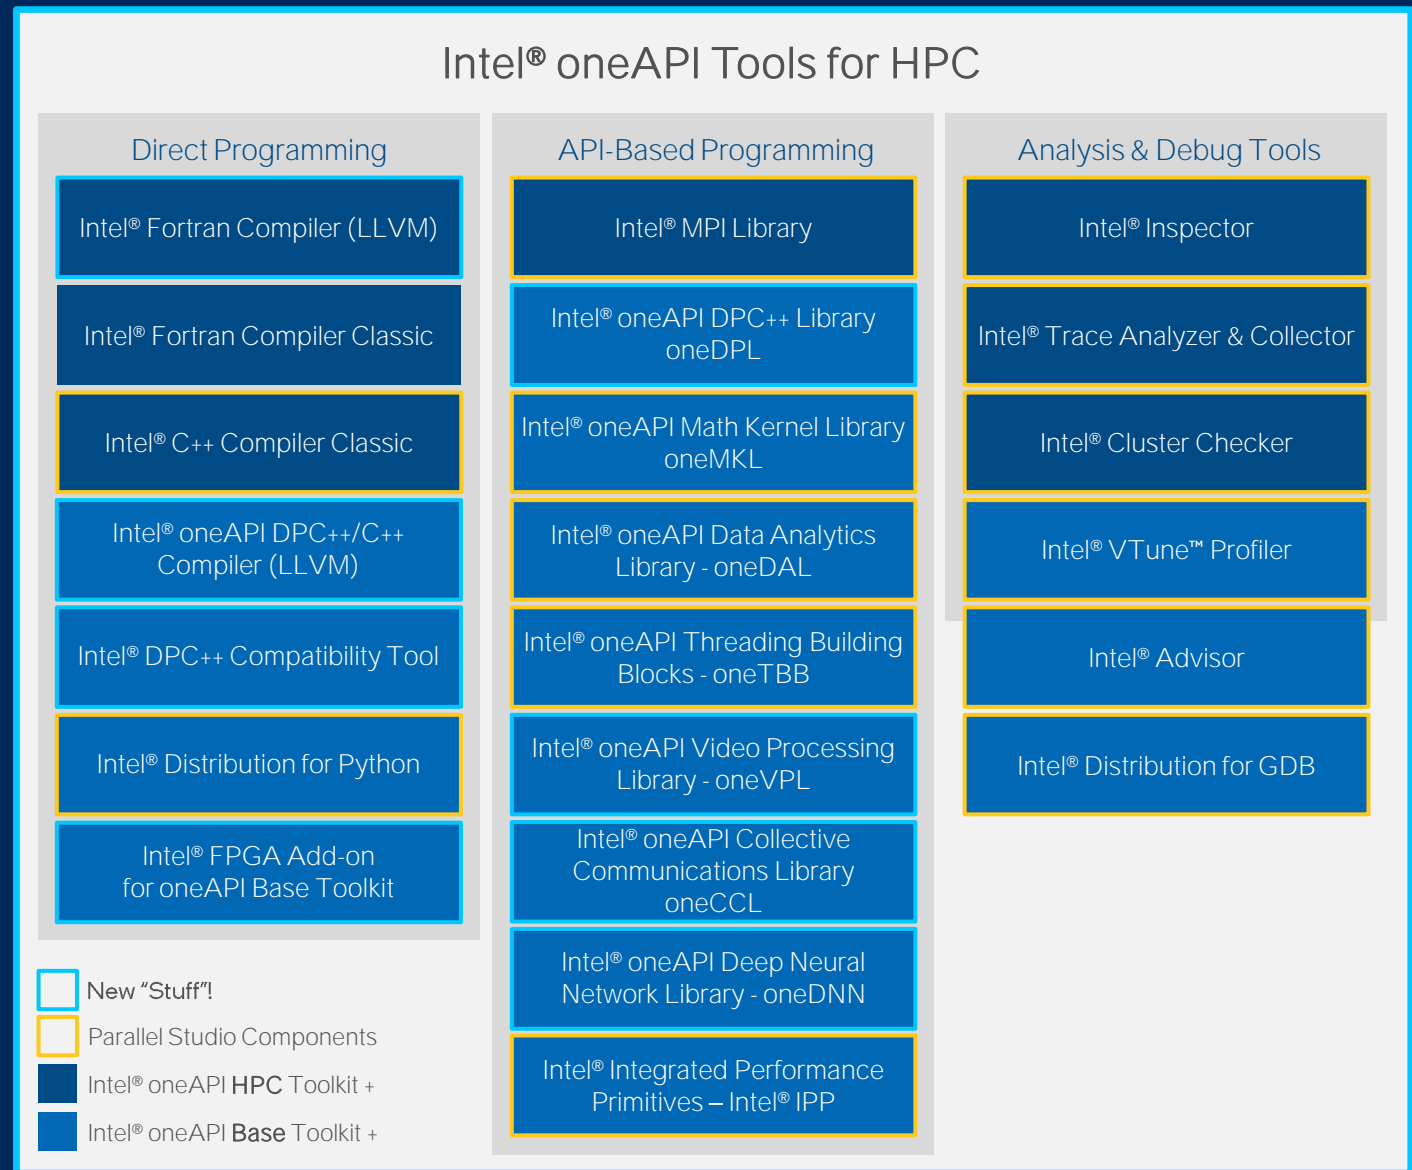 Intel® oneAPI Tools for HPC
Direct Programming
Intel® Fortran Compiler (LLVM)
Intel® Fortran Compiler Classic
Intel® C++ Compiler Classic
Intel® oneAPI DPC++/C++
Compiler (LLVM)
Intel® DPC++ Compatibility Tool
Intel® Distribution for Python
Intel® FPGA Add-on
for oneAPI Base Toolkit
API-Based Programming
Intel® MPI Library
Intel® oneAPI DPC++ Library
oneDPL
Intel® oneAPI Math Kernel Library
oneMKL
Intel® oneAPI Data Analytics
Library - oneDAL
Intel® oneAPI Threading Building
Blocks - oneTBB
Intel® oneAPI Video Processing
Library - oneVPL
Intel® oneAPI Collective
Communications Library
oneCCL
Intel® oneAPI Deep Neural
Network Library - oneDNN
Intel® Integrated Performance
Primitives – Intel® IPP
Analysis & Debug Tools
Intel® Inspector
Intel® Trace Analyzer & Collector
Intel® Cluster Checker
Intel® VTune™ Profiler
Intel® Advisor
Intel® Distribution for GDB
New “Stuff”!
Parallel Studio Components
Intel® oneAPI HPC Toolkit +
Intel® oneAPI Base Toolkit +